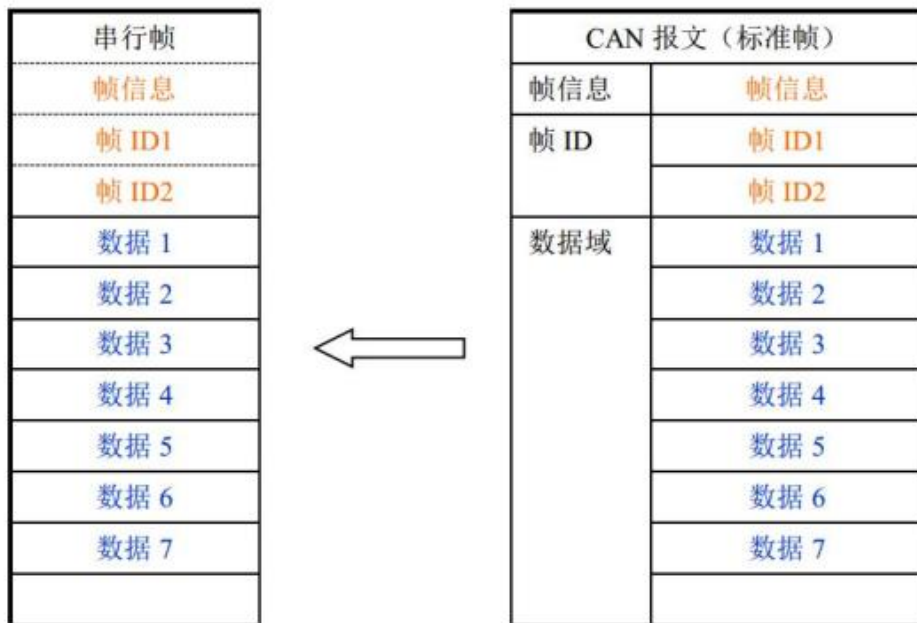 串行帧
帧信息
帧 ID1
帧 ID2
数据 1
数据 2
数据 3
数据 4
数据 5
数据 6
数据 7
CAN 报文（标准帧）
帧信息 帧信息
帧 ID 帧 ID1
帧 ID2
数据域 数据 1
数据 2
数据 3
数据 4
数据 5
数据 6
数据 7